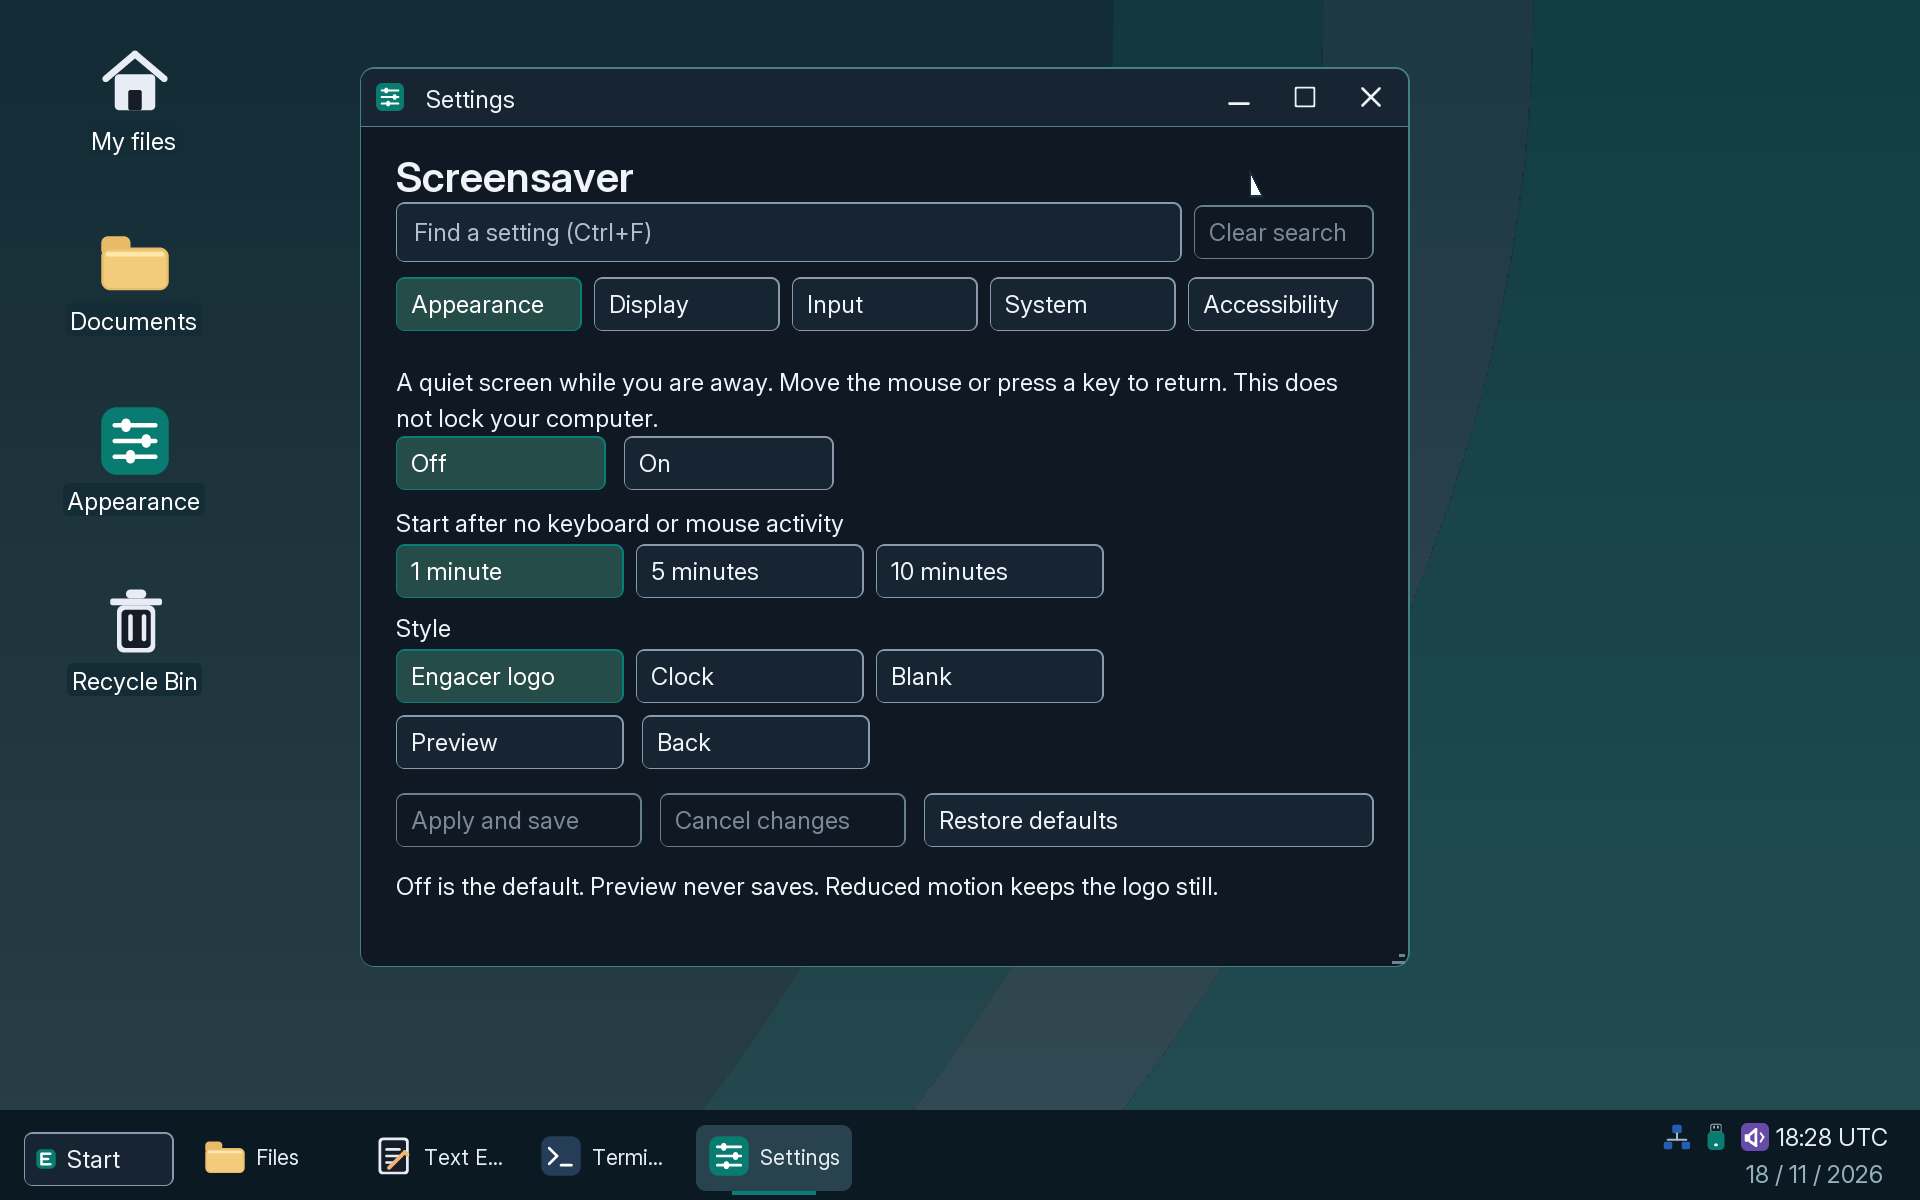 My files
Documents
Appearance
Recycle Bin
Settings
Screensaver
Find a setting (Ctrl+F)
Clear search
Appearance
Display
Input
System
Accessibility
A quiet screen while you are away. Move the mouse or press a key to return. This does
not lock your computer.
Off
On
Start after no keyboard or mouse activity
1 minute
5 minutes
10 minutes
Style
Engacer logo
Clock
Blank
Preview
Back
Apply and save
Cancel changes
Restore defaults
Off is the default. Preview never saves. Reduced motion keeps the logo still.
E Start
Files
Text E...
Termi...
Settings
18:28 UTC
18 / 11 / 2026